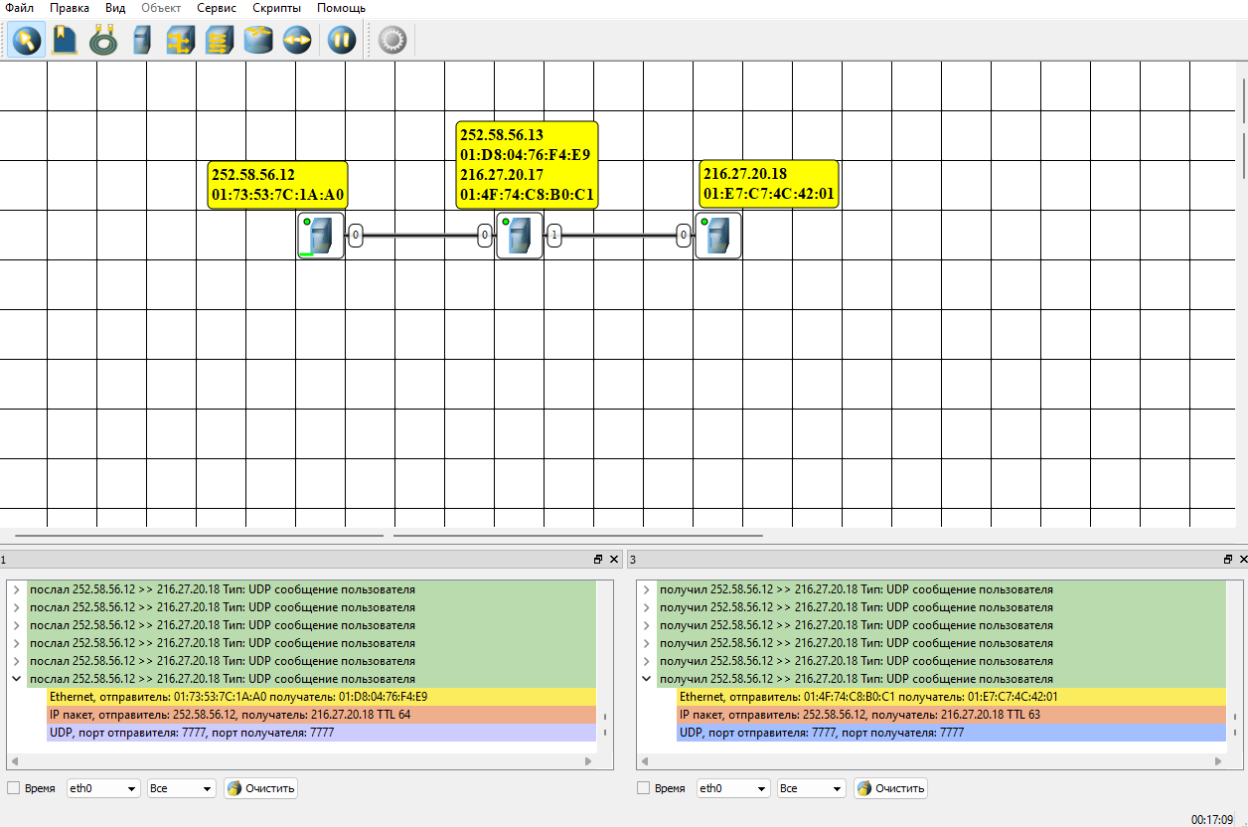 Файл Правка Вид Объект Сервис Скрипты Помощь
252.58.56.12
01:73:53:7C:1A:A0
252.58.56.13
01:D8:04:76:F4:E9
216.27.20.17
01:4F:74:C8:B0:C1
216.27.20.18
01:E7:C7:4C:42:01
0 0 1 0
1
послал 252.58.56.12 >> 216.27.20.18 Тип: UDP сообщение пользователя
послал 252.58.56.12 >> 216.27.20.18 Тип: UDP сообщение пользователя
послал 252.58.56.12 >> 216.27.20.18 Тип: UDP сообщение пользователя
послал 252.58.56.12 >> 216.27.20.18 Тип: UDP сообщение пользователя
послал 252.58.56.12 >> 216.27.20.18 Тип: UDP сообщение пользователя
послал 252.58.56.12 >> 216.27.20.18 Тип: UDP сообщение пользователя
Ethernet, отправитель: 01:73:53:7C:1A:A0 получатель: 01:D8:04:76:F4:E9
IP пакет, отправитель: 252.58.56.12, получатель: 216.27.20.18 TTL 64
UDP, порт отправителя: 7777, порт получателя: 7777
Время eth0 Все Очистить
3
получил 252.58.56.12 >> 216.27.20.18 Тип: UDP сообщение пользователя
получил 252.58.56.12 >> 216.27.20.18 Тип: UDP сообщение пользователя
получил 252.58.56.12 >> 216.27.20.18 Тип: UDP сообщение пользователя
получил 252.58.56.12 >> 216.27.20.18 Тип: UDP сообщение пользователя
получил 252.58.56.12 >> 216.27.20.18 Тип: UDP сообщение пользователя
получил 252.58.56.12 >> 216.27.20.18 Тип: UDP сообщение пользователя
Ethernet, отправитель: 01:4F:74:C8:B0:C1 получатель: 01:E7:C7:4C:42:01
IP пакет, отправитель: 252.58.56.12, получатель: 216.27.20.18 TTL 63
UDP, порт отправителя: 7777, порт получателя: 7777
Время eth0 Все Очистить
00:17:09